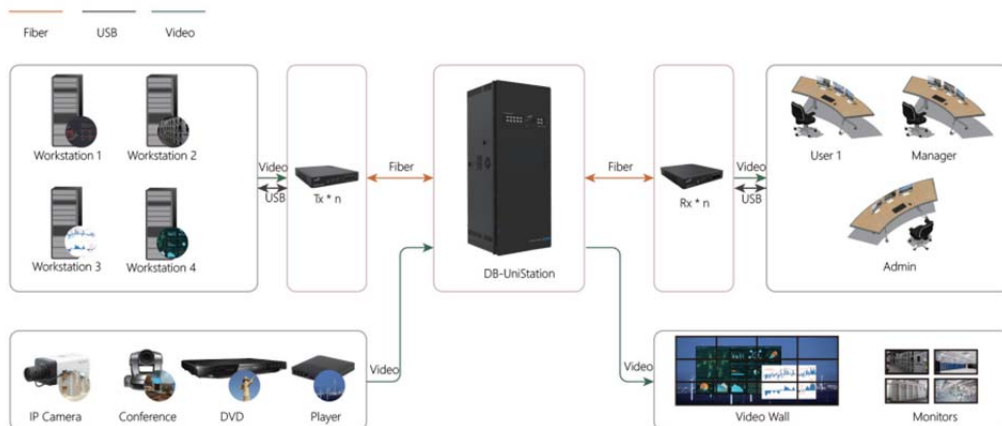 Fiber USB Video
Workstation 1 Workstation 2
Workstation 3 Workstation 4
Video
USB
Tx * n
Fiber
DB-UniStation
Fiber
Rx * n
Video
USB
User 1 Manager
Admin
IP Camera Conference DVD Player
Video
Video
Video Wall Monitors